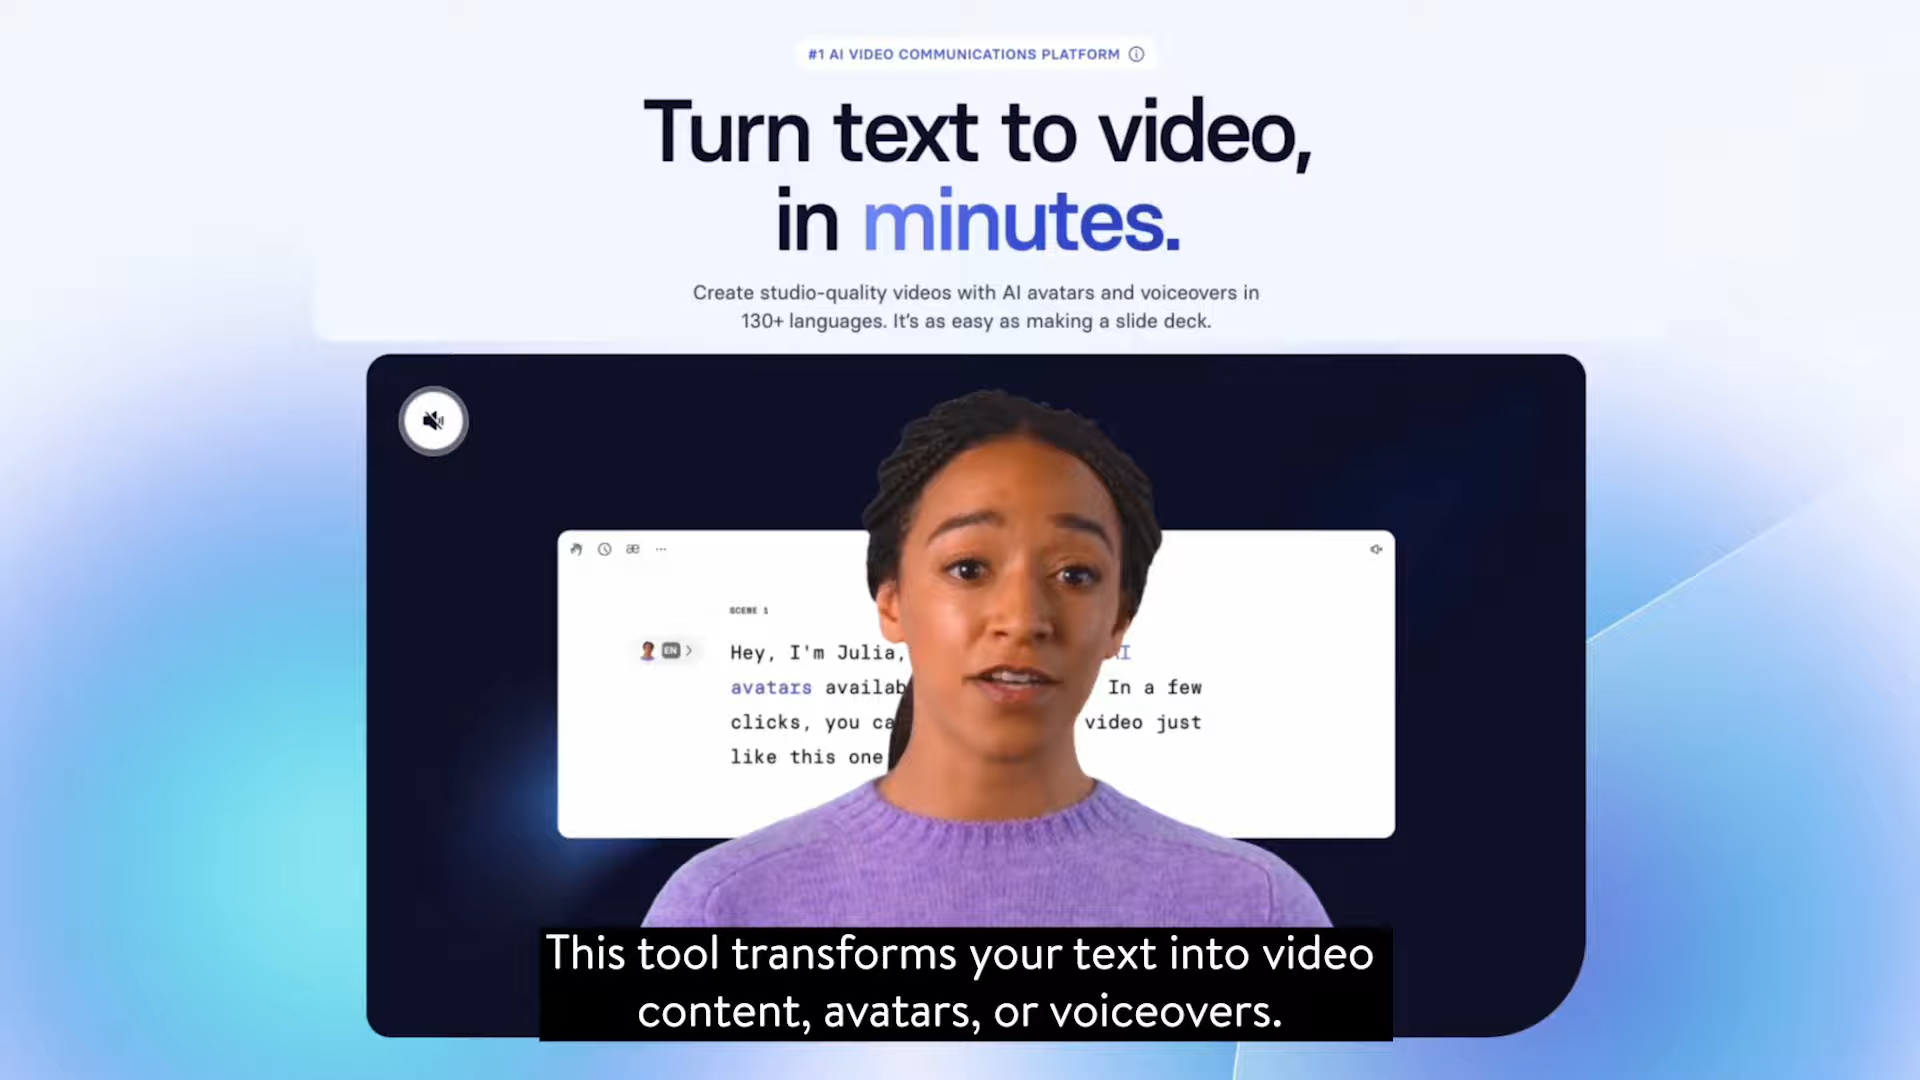 #1 AI VIDEO COMMUNICATIONS PLATFORM
Turn text to video,
in minutes.
Create studio-quality videos with AI avatars and voiceovers in
130+ languages. It's as easy as making a slide deck.
æ
SCENE 1
EN
Hey, I'm Julia, AI
avatars availab In a few
clicks, you ca video just
like this one
This tool transforms your text into video
content, avatars, or voiceovers.